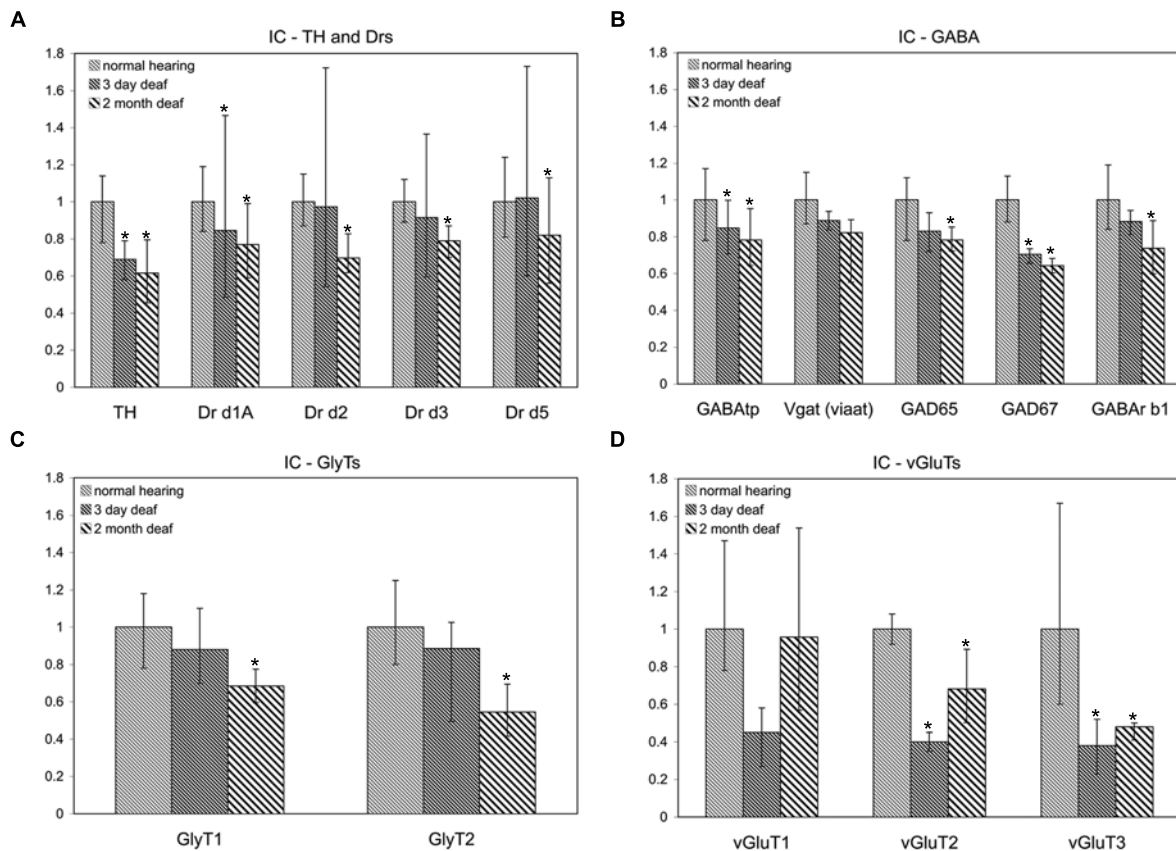 A
IC - TH and Drs
1.8
1.6
1.4
1.2
1
0.8
0.6
0.4
0.2
0
normal hearing
3 day deaf
2 month deaf
* * * * * * *
TH Dr d1A Dr d2 Dr d3 Dr d5
B
IC - GABA
1.8
1.6
1.4
1.2
1
0.8
0.6
0.4
0.2
0
normal hearing
3 day deaf
2 month deaf
* * * * * *
GABAtp Vgat (viaat) GAD65 GAD67 GABAr b1
C
IC - GlyTs
1.8
1.6
1.4
1.2
1
0.8
0.6
0.4
0.2
0
normal hearing
3 day deaf
2 month deaf
* *
GlyT1 GlyT2
D
IC - vGluTs
1.8
1.6
1.4
1.2
1
0.8
0.6
0.4
0.2
0
normal hearing
3 day deaf
2 month deaf
* * * *
vGluT1 vGluT2 vGluT3